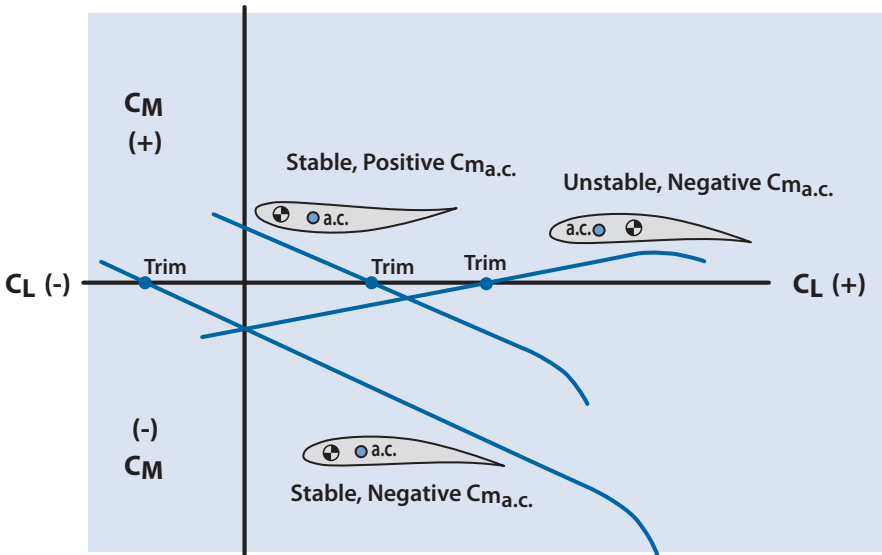 CM
(+)
Stable, Positive Cma.c.
Unstable, Negative Cma.c.
a.c.
a.c.
Trim
Trim
Trim
CL (-)
CL (+)
(-)
CM
a.c.
Stable, Negative Cma.c.